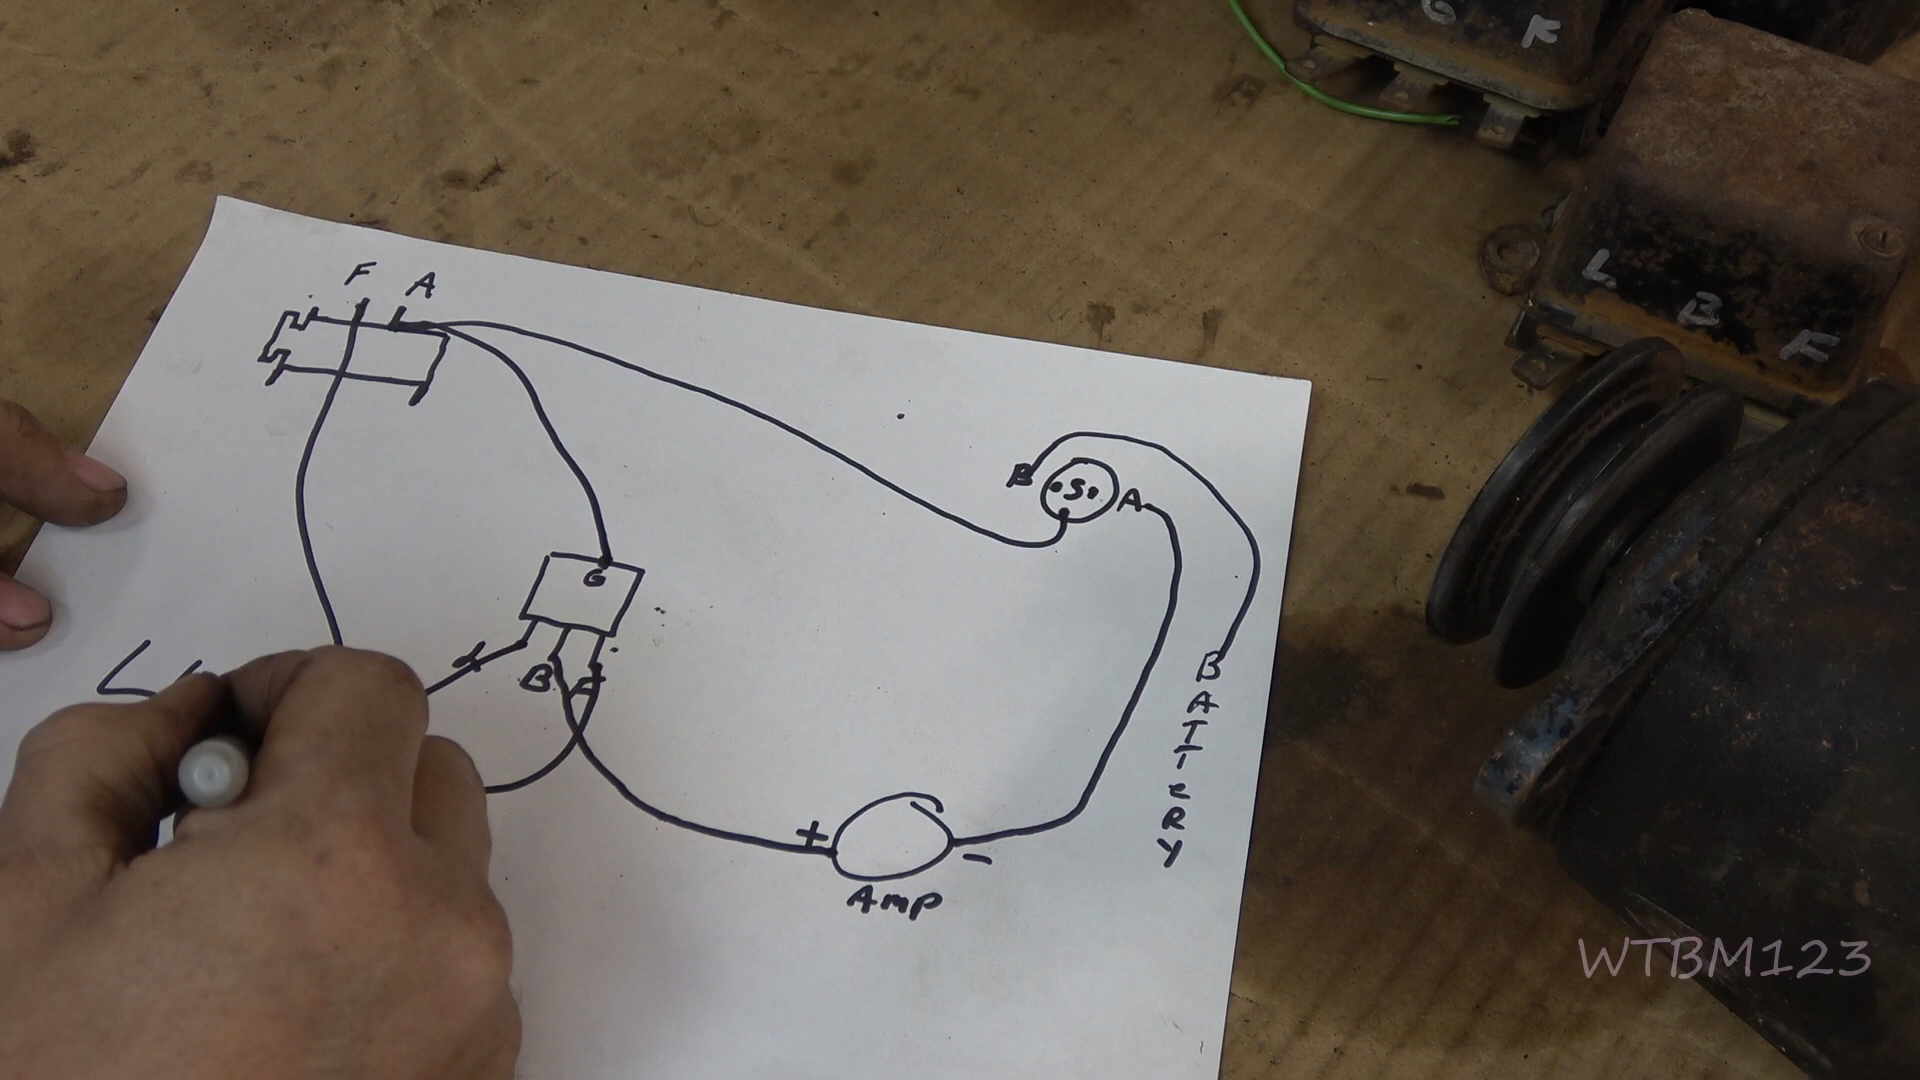 G F
L B F
F A
B S A
G
L B F
BATTERY
+ -
AMP
L
WTBM123